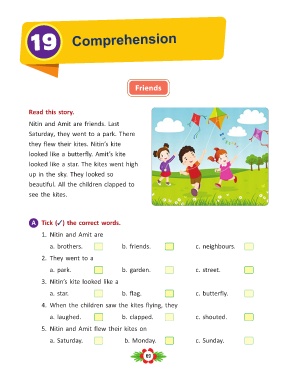 19 Comprehension
Friends
Read this story.
Nitin and Amit are friends. Last
Saturday, they went to a park. There
they flew their kites. Nitin's kite
looked like a butterfly. Amit's kite
looked like a star. The kites went high
up in the sky. They looked so
beautiful. All the children clapped to
see the kites.
A Tick (✓) the correct words.
1. Nitin and Amit are
a. brothers. b. friends. c. neighbours.
2. They went to a
a. park. b. garden. c. street.
3. Nitin's kite looked like a
a. star. b. flag. c. butterfly.
4. When the children saw the kites flying, they
a. laughed. b. clapped. c. shouted.
5. Nitin and Amit flew their kites on
a. Saturday. b. Monday. c. Sunday.